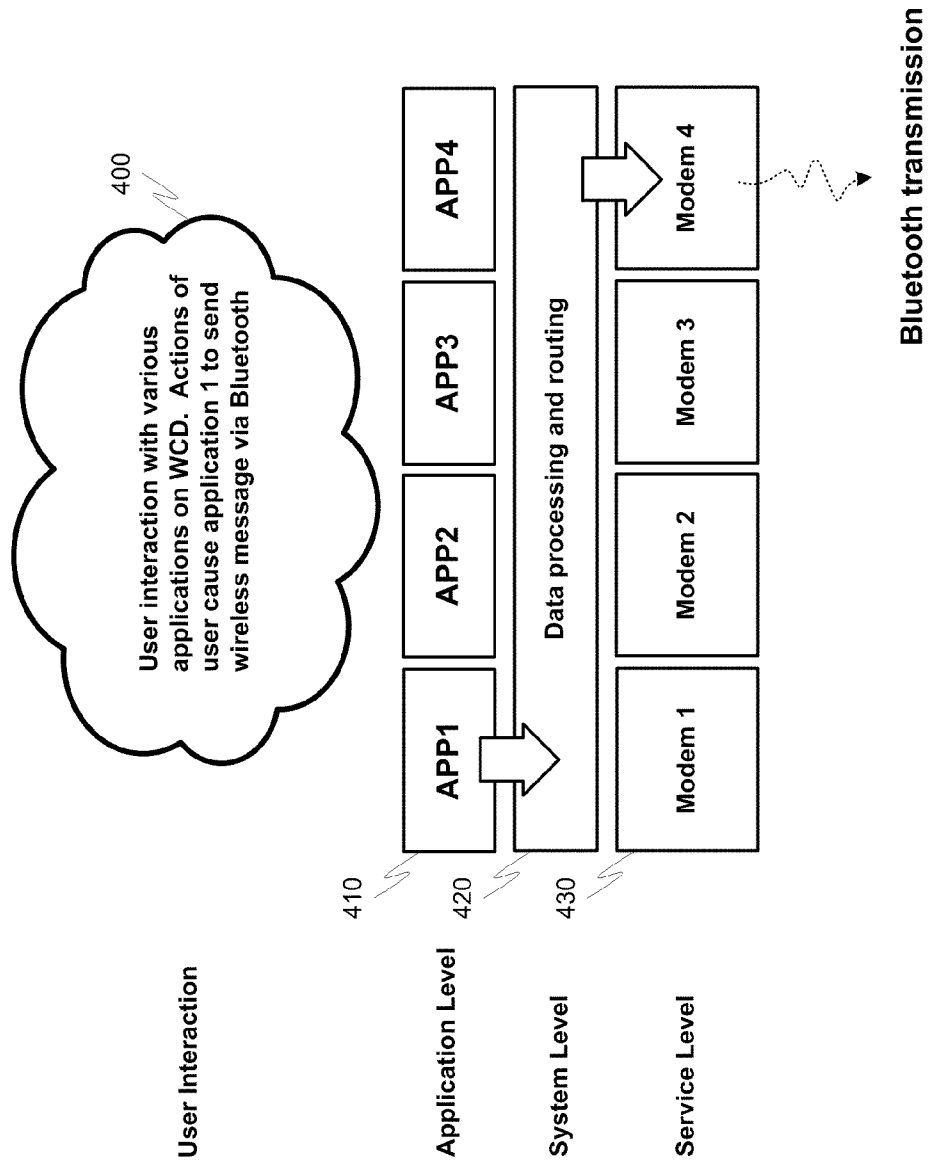 User Interaction
400
User interaction with various
applications on WCD. Actions of
user cause application 1 to send
wireless message via Bluetooth
Application Level
410
APP1
APP2
APP3
APP4
System Level
420
Data processing and routing
Service Level
430
Modem 1
Modem 2
Modem 3
Modem 4
Bluetooth transmission